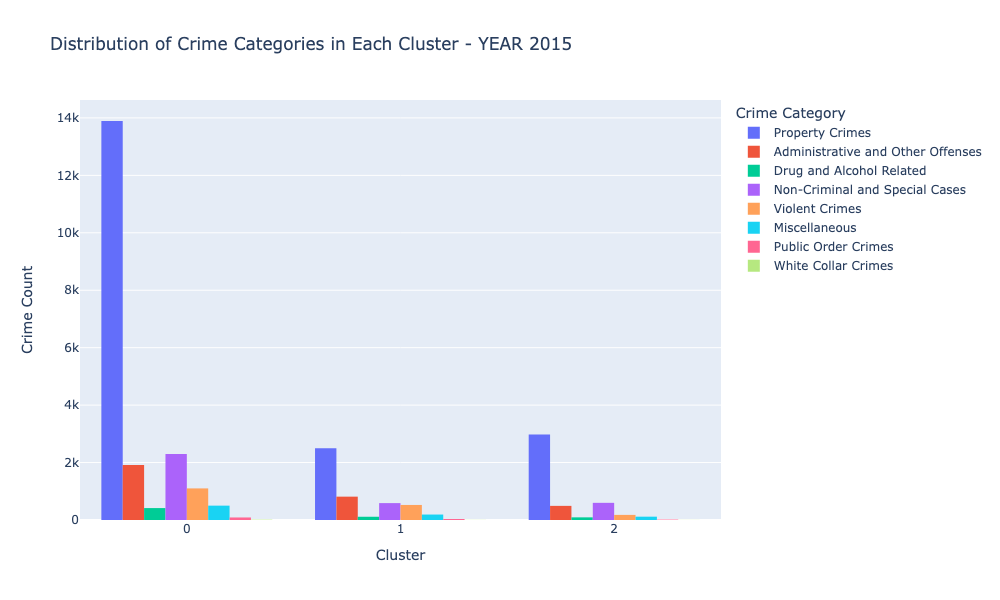 Distribution of Crime Categories in Each Cluster - YEAR 2015
Crime Category
Property Crimes
Administrative and Other Offenses
Drug and Alcohol Related
Non-Criminal and Special Cases
Violent Crimes
Miscellaneous
Public Order Crimes
White Collar Crimes
14k
12k
10k
8k
6k
4k
2k
0
Crime Count
0 1 2
Cluster